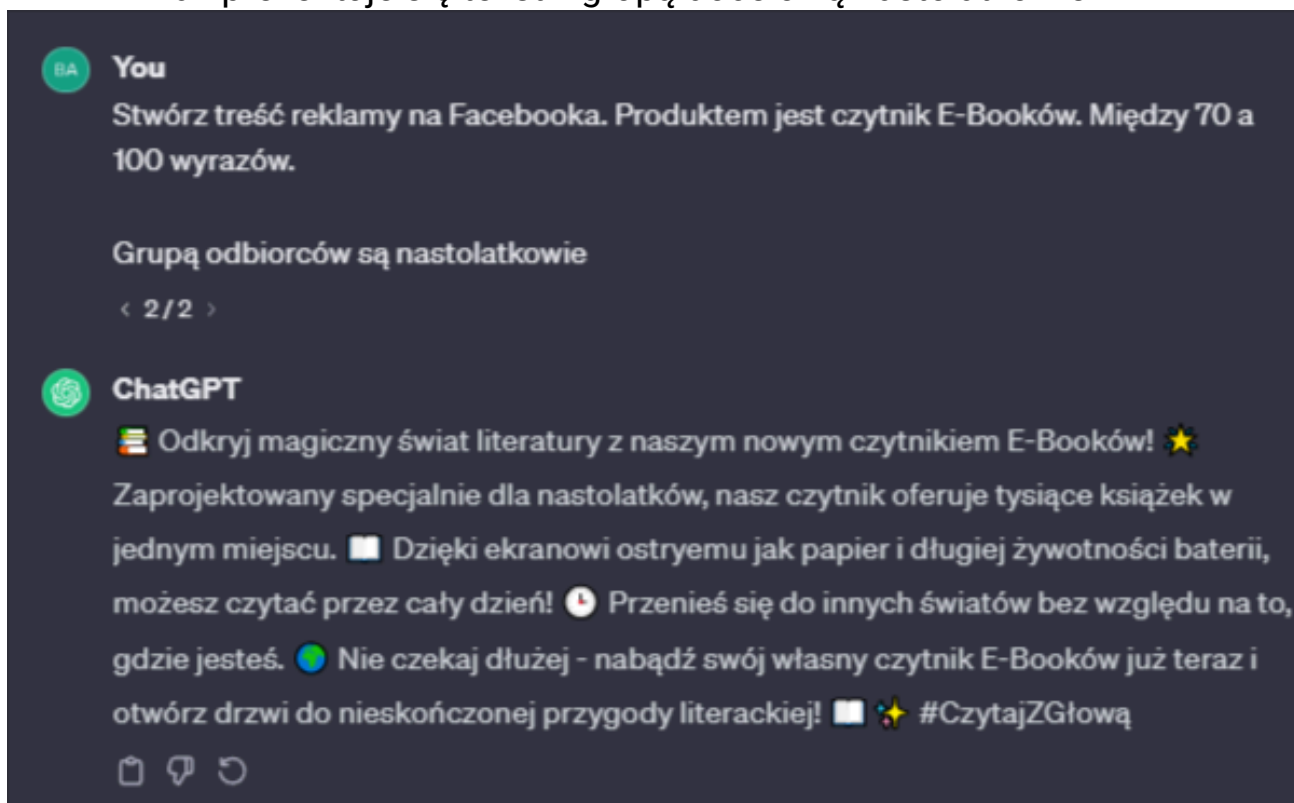 BA You
Stwórz treść reklamy na Facebooka. Produktem jest czytnik E-Booków. Między 70 a
100 wyrazów.
Grupą odbiorców są nastolatkowie
< 2/2 >
ChatGPT
📚 Odkryj magiczny świat literatury z naszym nowym czytnikiem E-Booków! 🌟
Zaprojektowany specjalnie dla nastolatków, nasz czytnik oferuje tysiące książek w
jednym miejscu. 📖 Dzięki ekranowi ostryemu jak papier i długiej żywotności baterii,
możesz czytać przez cały dzień! 🕒 Przenieś się do innych światów bez względu na to,
gdzie jesteś. 🌍 Nie czekaj dłużej - nabądź swój własny czytnik E-Booków już teraz i
otwórz drzwi do nieskończonej przygody literackiej! 📖 ✨ #CzytajZGłową